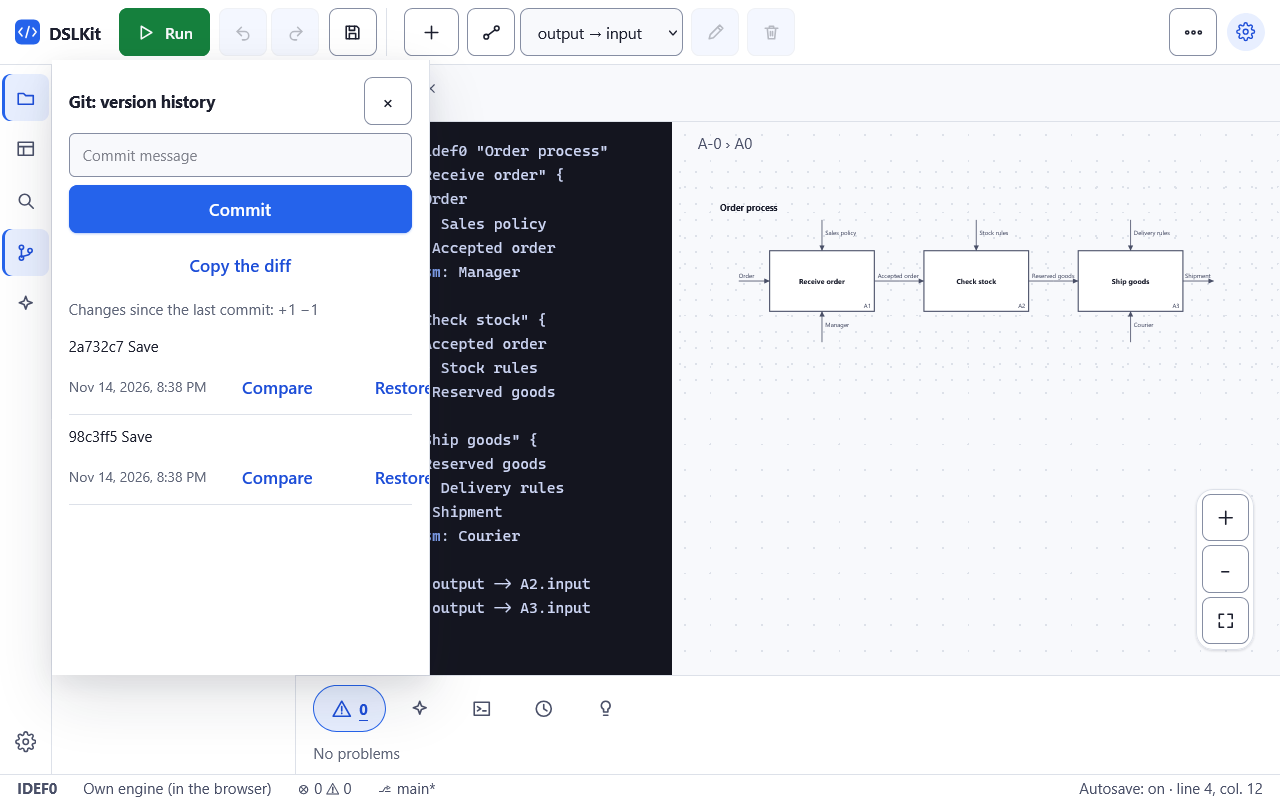 DSLKit
Run
output → input
Git: version history
×
Commit message
Commit
Copy the diff
Changes since the last commit: +1 −1
2a732c7 Save
Nov 14, 2026, 8:38 PM Compare Restore
98c3ff5 Save
Nov 14, 2026, 8:38 PM Compare Restore
idef0 "Order process"
Receive order" {
Order
Sales policy
Accepted order
sm: Manager
Check stock" {
Accepted order
Stock rules
Reserved goods
Ship goods" {
Reserved goods
Delivery rules
Shipment
sm: Courier
output —> A2.input
output —> A3.input
A-0 › A0
Order process
Sales policy
Stock rules
Delivery rules
Order
Receive order
A1
Accepted order
Check stock
A2
Reserved goods
Ship goods
A3
Shipment
Manager
Courier
0
No problems
IDEF0 Own engine (in the browser) ⊗ 0 ⚠ 0 main* Autosave: on · line 4, col. 12